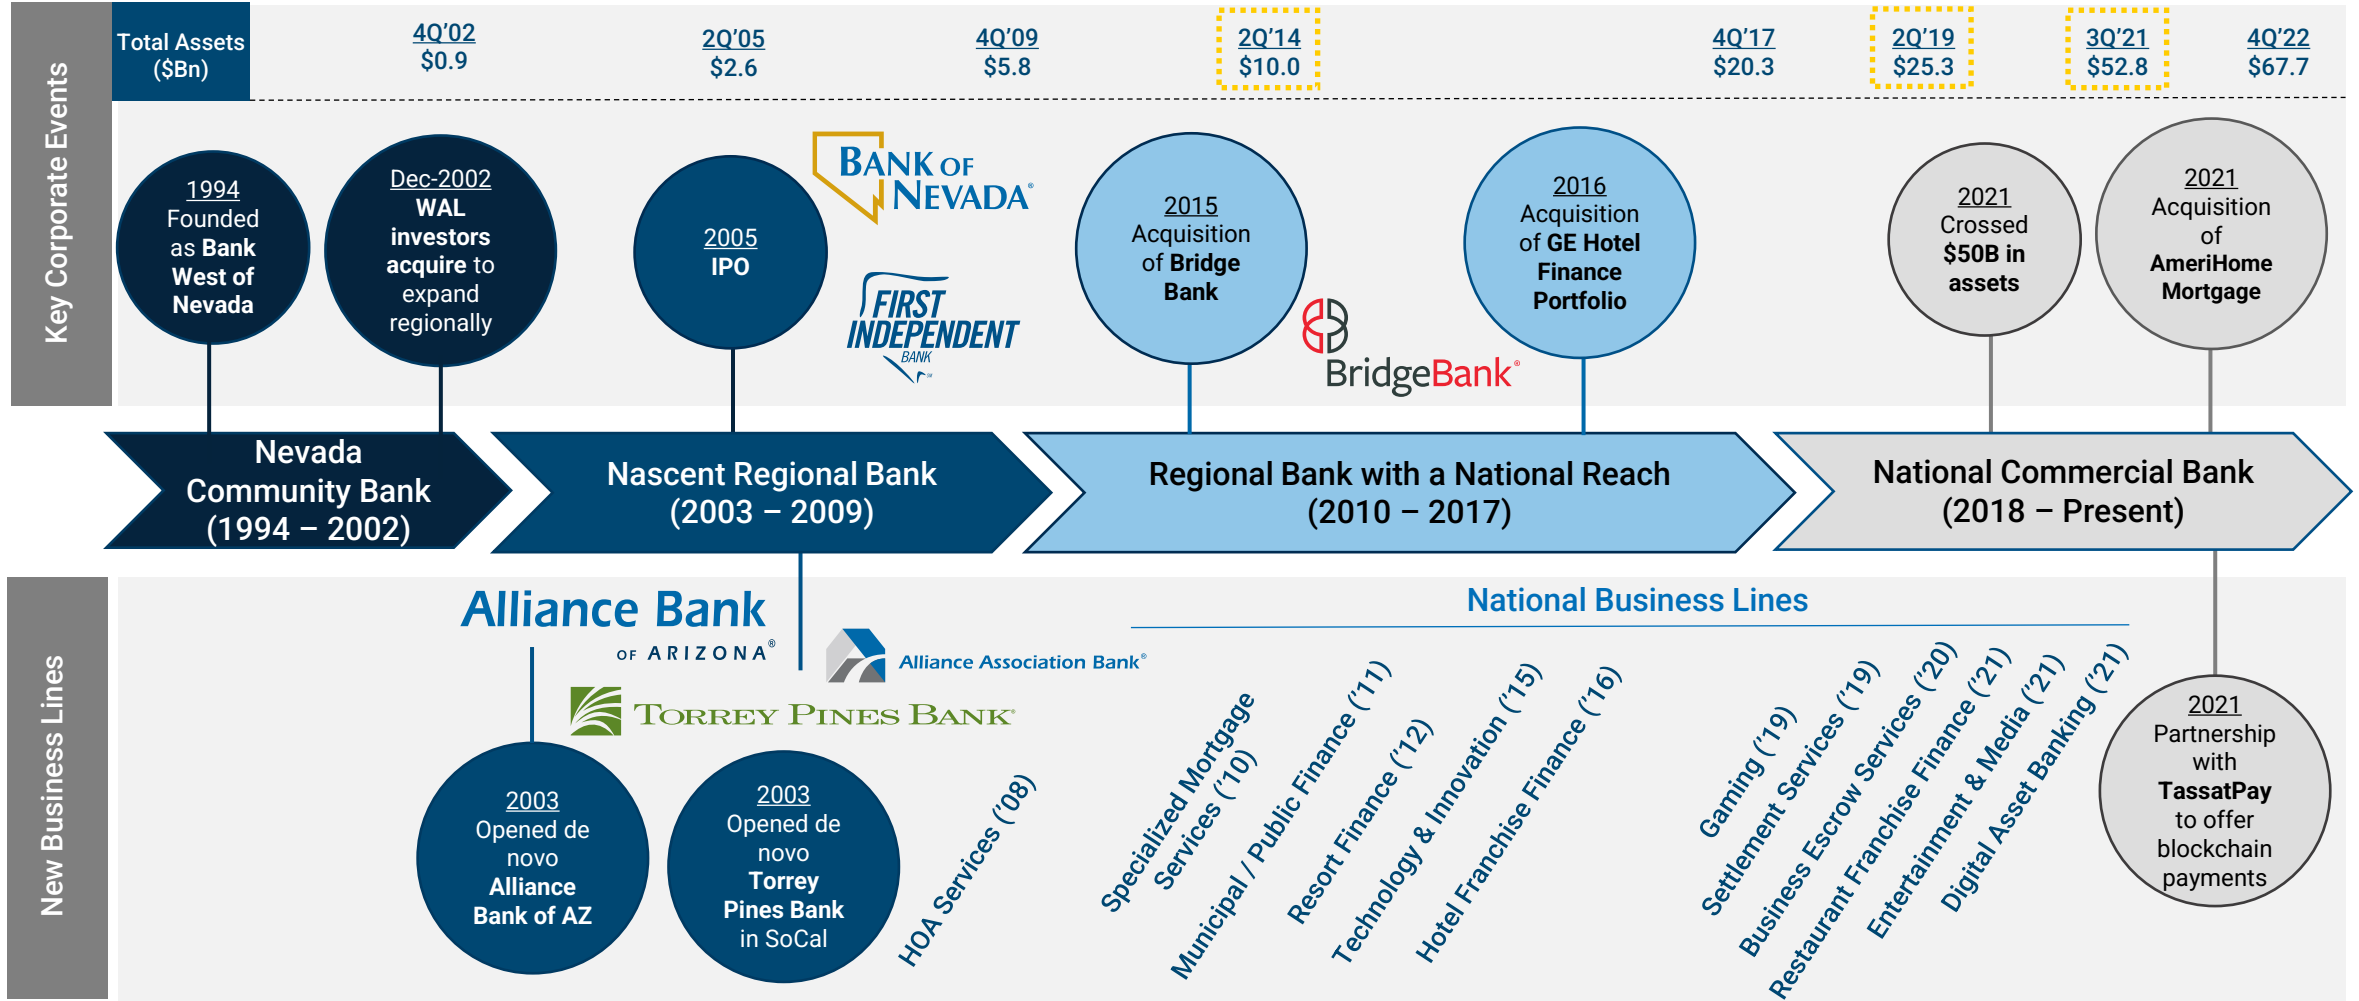 Key Corporate Events
Total Assets
($Bn)
4Q’02
$0.9
2Q’05
$2.6
4Q’09
$5.8
2Q’14
$10.0
4Q’17
$20.3
2Q’19
$25.3
3Q’21
$52.8
4Q’22
$67.7
1994
Founded
as Bank
West of
Nevada
Dec-2002
WAL
investors
acquire to
expand
regionally
2005
IPO
BANK OF
NEVADA®
FIRST
INDEPENDENT
BANK
2015
Acquisition
of Bridge
Bank
BridgeBank®
2016
Acquisition
of GE Hotel
Finance
Portfolio
2021
Crossed
$50B in
assets
2021
Acquisition
of
AmeriHome
Mortgage
Nevada
Community Bank
(1994 – 2002)
Nascent Regional Bank
(2003 – 2009)
Regional Bank with a National Reach
(2010 – 2017)
National Commercial Bank
(2018 – Present)
New Business Lines
Alliance Bank
OF ARIZONA®
Alliance Association Bank®
TORREY PINES BANK®
2003
Opened de
novo
Alliance
Bank of AZ
2003
Opened de
novo
Torrey
Pines Bank
in SoCal
HOA Services (’08)
National Business Lines
Specialized Mortgage
Services (’10)
Municipal / Public Finance (’11)
Resort Finance (’12)
Technology & Innovation (’15)
Hotel Franchise Finance (’16)
Gaming (’19)
Settlement Services (’19)
Business Escrow Services (’20)
Restaurant Franchise Finance (’21)
Entertainment & Media (’21)
Digital Asset Banking (’21)
2021
Partnership
with
TassatPay
to offer
blockchain
payments